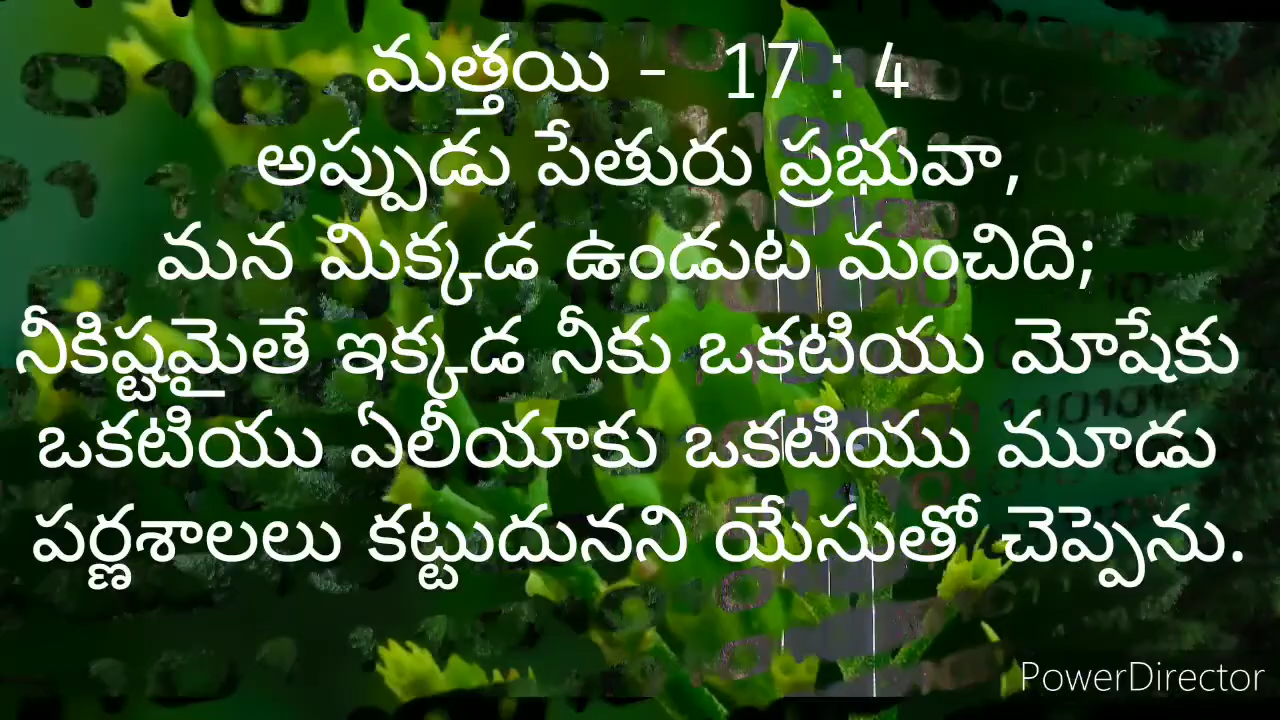 మత్తయి - 17 : 4
అప్పుడు పేతురు ప్రభువా,
మన మిక్కడ ఉండుట మంచిది;
నీకిష్టమైతే ఇక్కడ నీకు ఒకటియు మోషేకు
ఒకటియు ఏలీయాకు ఒకటియు మూడు
పర్ణశాలలు కట్టుదునని యేసుతో చెప్పెను.
PowerDirector